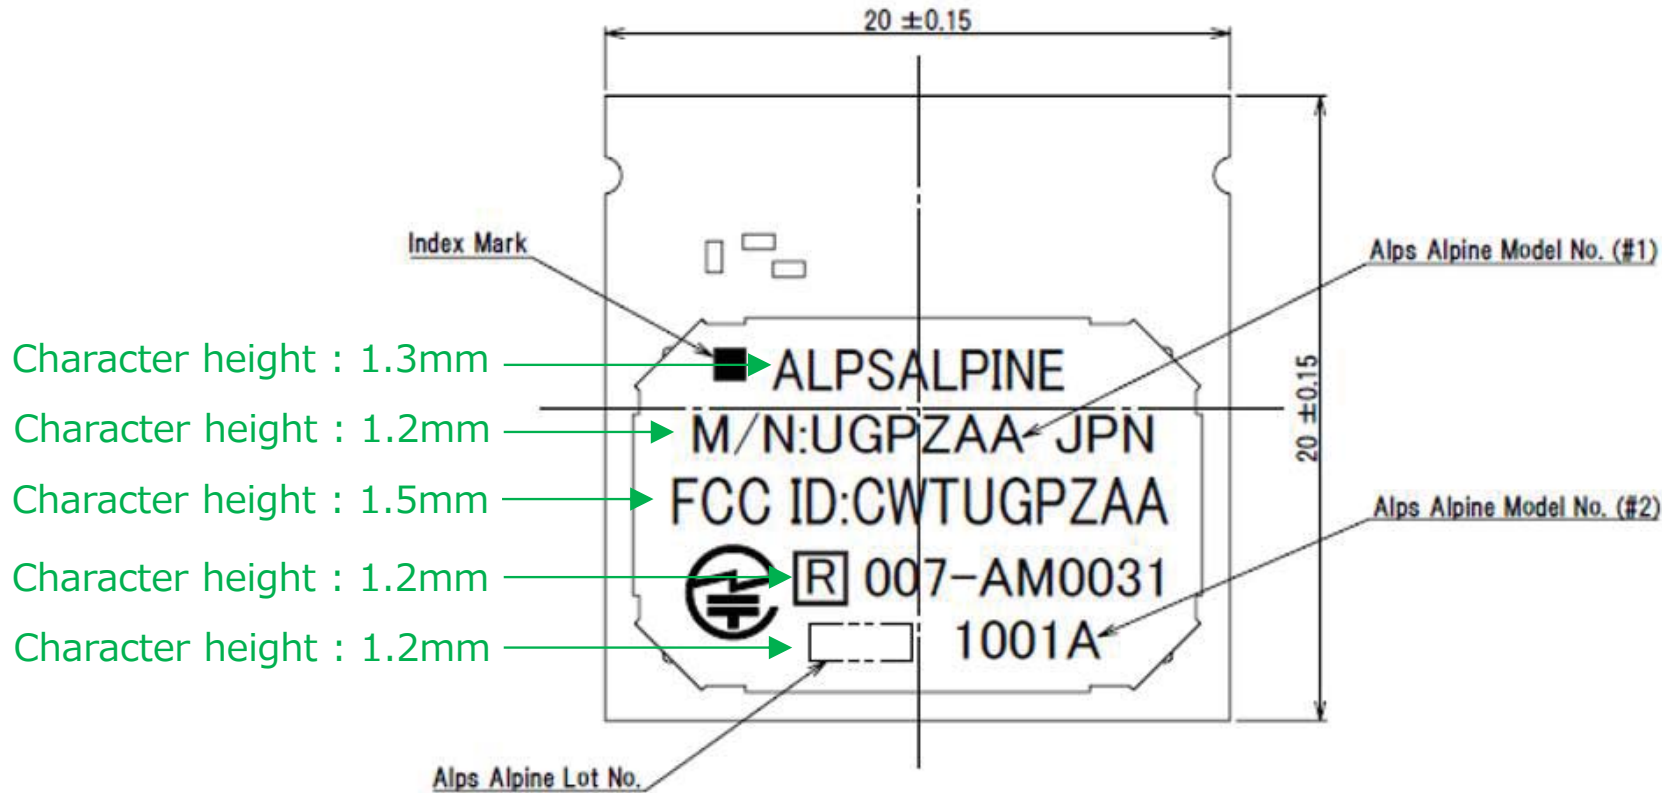 20 ±0.15
Index Mark
Alps Alpine Model No. (#1)
Character height : 1.3mm
ALPSALPINE
20 ±0.15
Character height : 1.2mm
M/N:UGPZAA JPN
Character height : 1.5mm
FCC ID:CWTUGPZAA
Alps Alpine Model No. (#2)
Character height : 1.2mm
R 007-AM0031
Character height : 1.2mm
1001A
Alps Alpine Lot No.